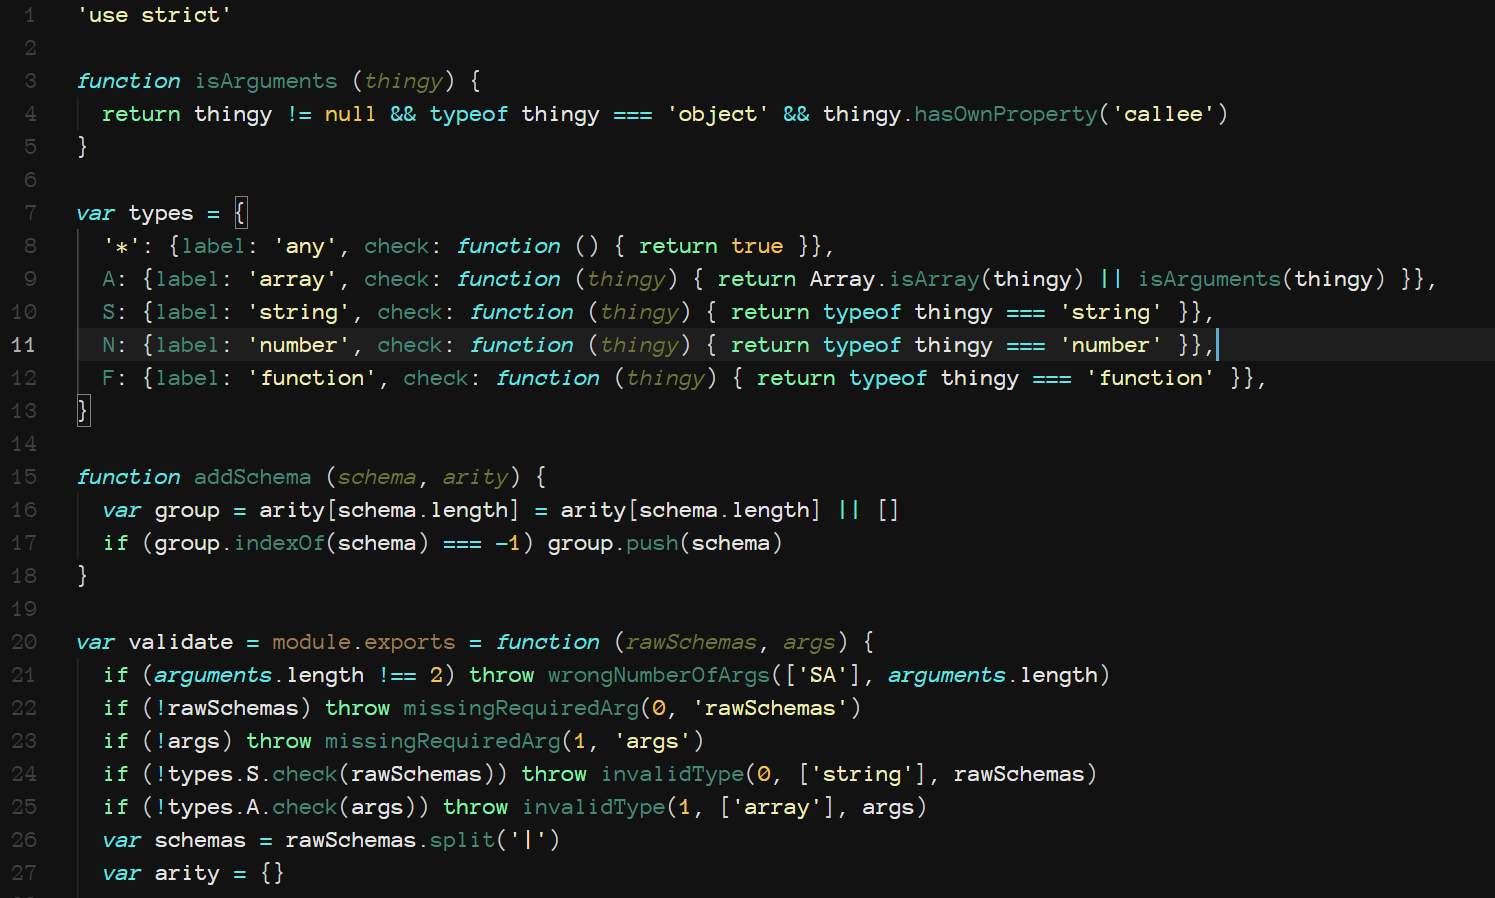 1 'use strict'
2
3 function isArguments (thingy) {
4 return thingy != null && typeof thingy === 'object' && thingy.hasOwnProperty('callee')
5 }
6
7 var types = {
8 '*': {label: 'any', check: function () { return true }},
9 A: {label: 'array', check: function (thingy) { return Array.isArray(thingy) || isArguments(thingy) }},
10 S: {label: 'string', check: function (thingy) { return typeof thingy === 'string' }},
11 N: {label: 'number', check: function (thingy) { return typeof thingy === 'number' }},
12 F: {label: 'function', check: function (thingy) { return typeof thingy === 'function' }},
13 }
14
15 function addSchema (schema, arity) {
16 var group = arity[schema.length] = arity[schema.length] || []
17 if (group.indexOf(schema) === -1) group.push(schema)
18 }
19
20 var validate = module.exports = function (rawSchemas, args) {
21 if (arguments.length !== 2) throw wrongNumberOfArgs(['SA'], arguments.length)
22 if (!rawSchemas) throw missingRequiredArg(0, 'rawSchemas')
23 if (!args) throw missingRequiredArg(1, 'args')
24 if (!types.S.check(rawSchemas)) throw invalidType(0, ['string'], rawSchemas)
25 if (!types.A.check(args)) throw invalidType(1, ['array'], args)
26 var schemas = rawSchemas.split('|')
27 var arity = {}